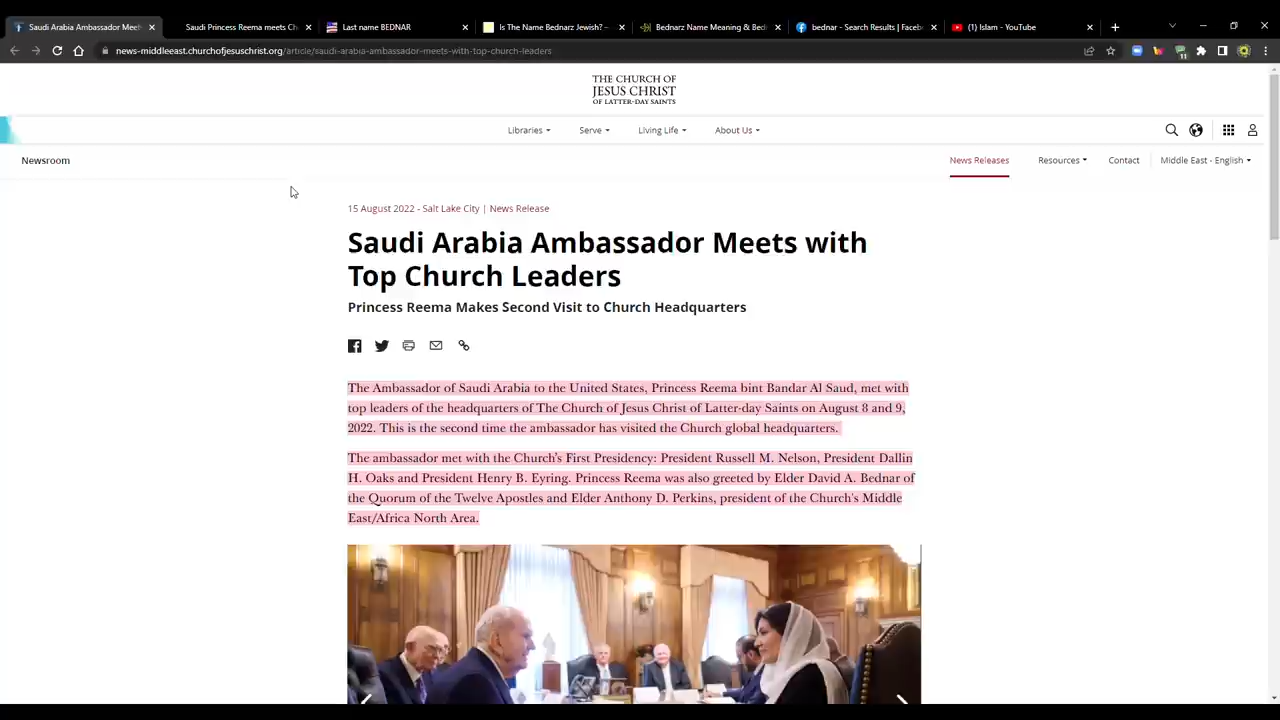 Saudi Arabia Ambassador Meet
Saudi Princess Reema meets Ch
Last name BEDNAR
Is The Name Bednarz Jewish? -
Bednarz Name Meaning & Bed
bednar - Search Results | Faceb
(1) Islam - YouTube
news-middleeast.churchofjesuschrist.org/article/saudi-arabia-ambassador-meets-with-top-church-leaders
11
THE CHURCH OF
JESUS CHRIST
OF LATTER-DAY SAINTS
Libraries
Serve
Living Life
About Us
Newsroom
News Releases
Resources
Contact
Middle East - English
15 August 2022 - Salt Lake City | News Release
Saudi Arabia Ambassador Meets with
Top Church Leaders
Princess Reema Makes Second Visit to Church Headquarters
The Ambassador of Saudi Arabia to the United States, Princess Reema bint Bandar Al Saud, met with
top leaders of the headquarters of The Church of Jesus Christ of Latter-day Saints on August 8 and 9,
2022. This is the second time the ambassador has visited the Church global headquarters.
The ambassador met with the Church's First Presidency: President Russell M. Nelson, President Dallin
H. Oaks and President Henry B. Eyring. Princess Reema was also greeted by Elder David A. Bednar of
the Quorum of the Twelve Apostles and Elder Anthony D. Perkins, president of the Church's Middle
East/Africa North Area.